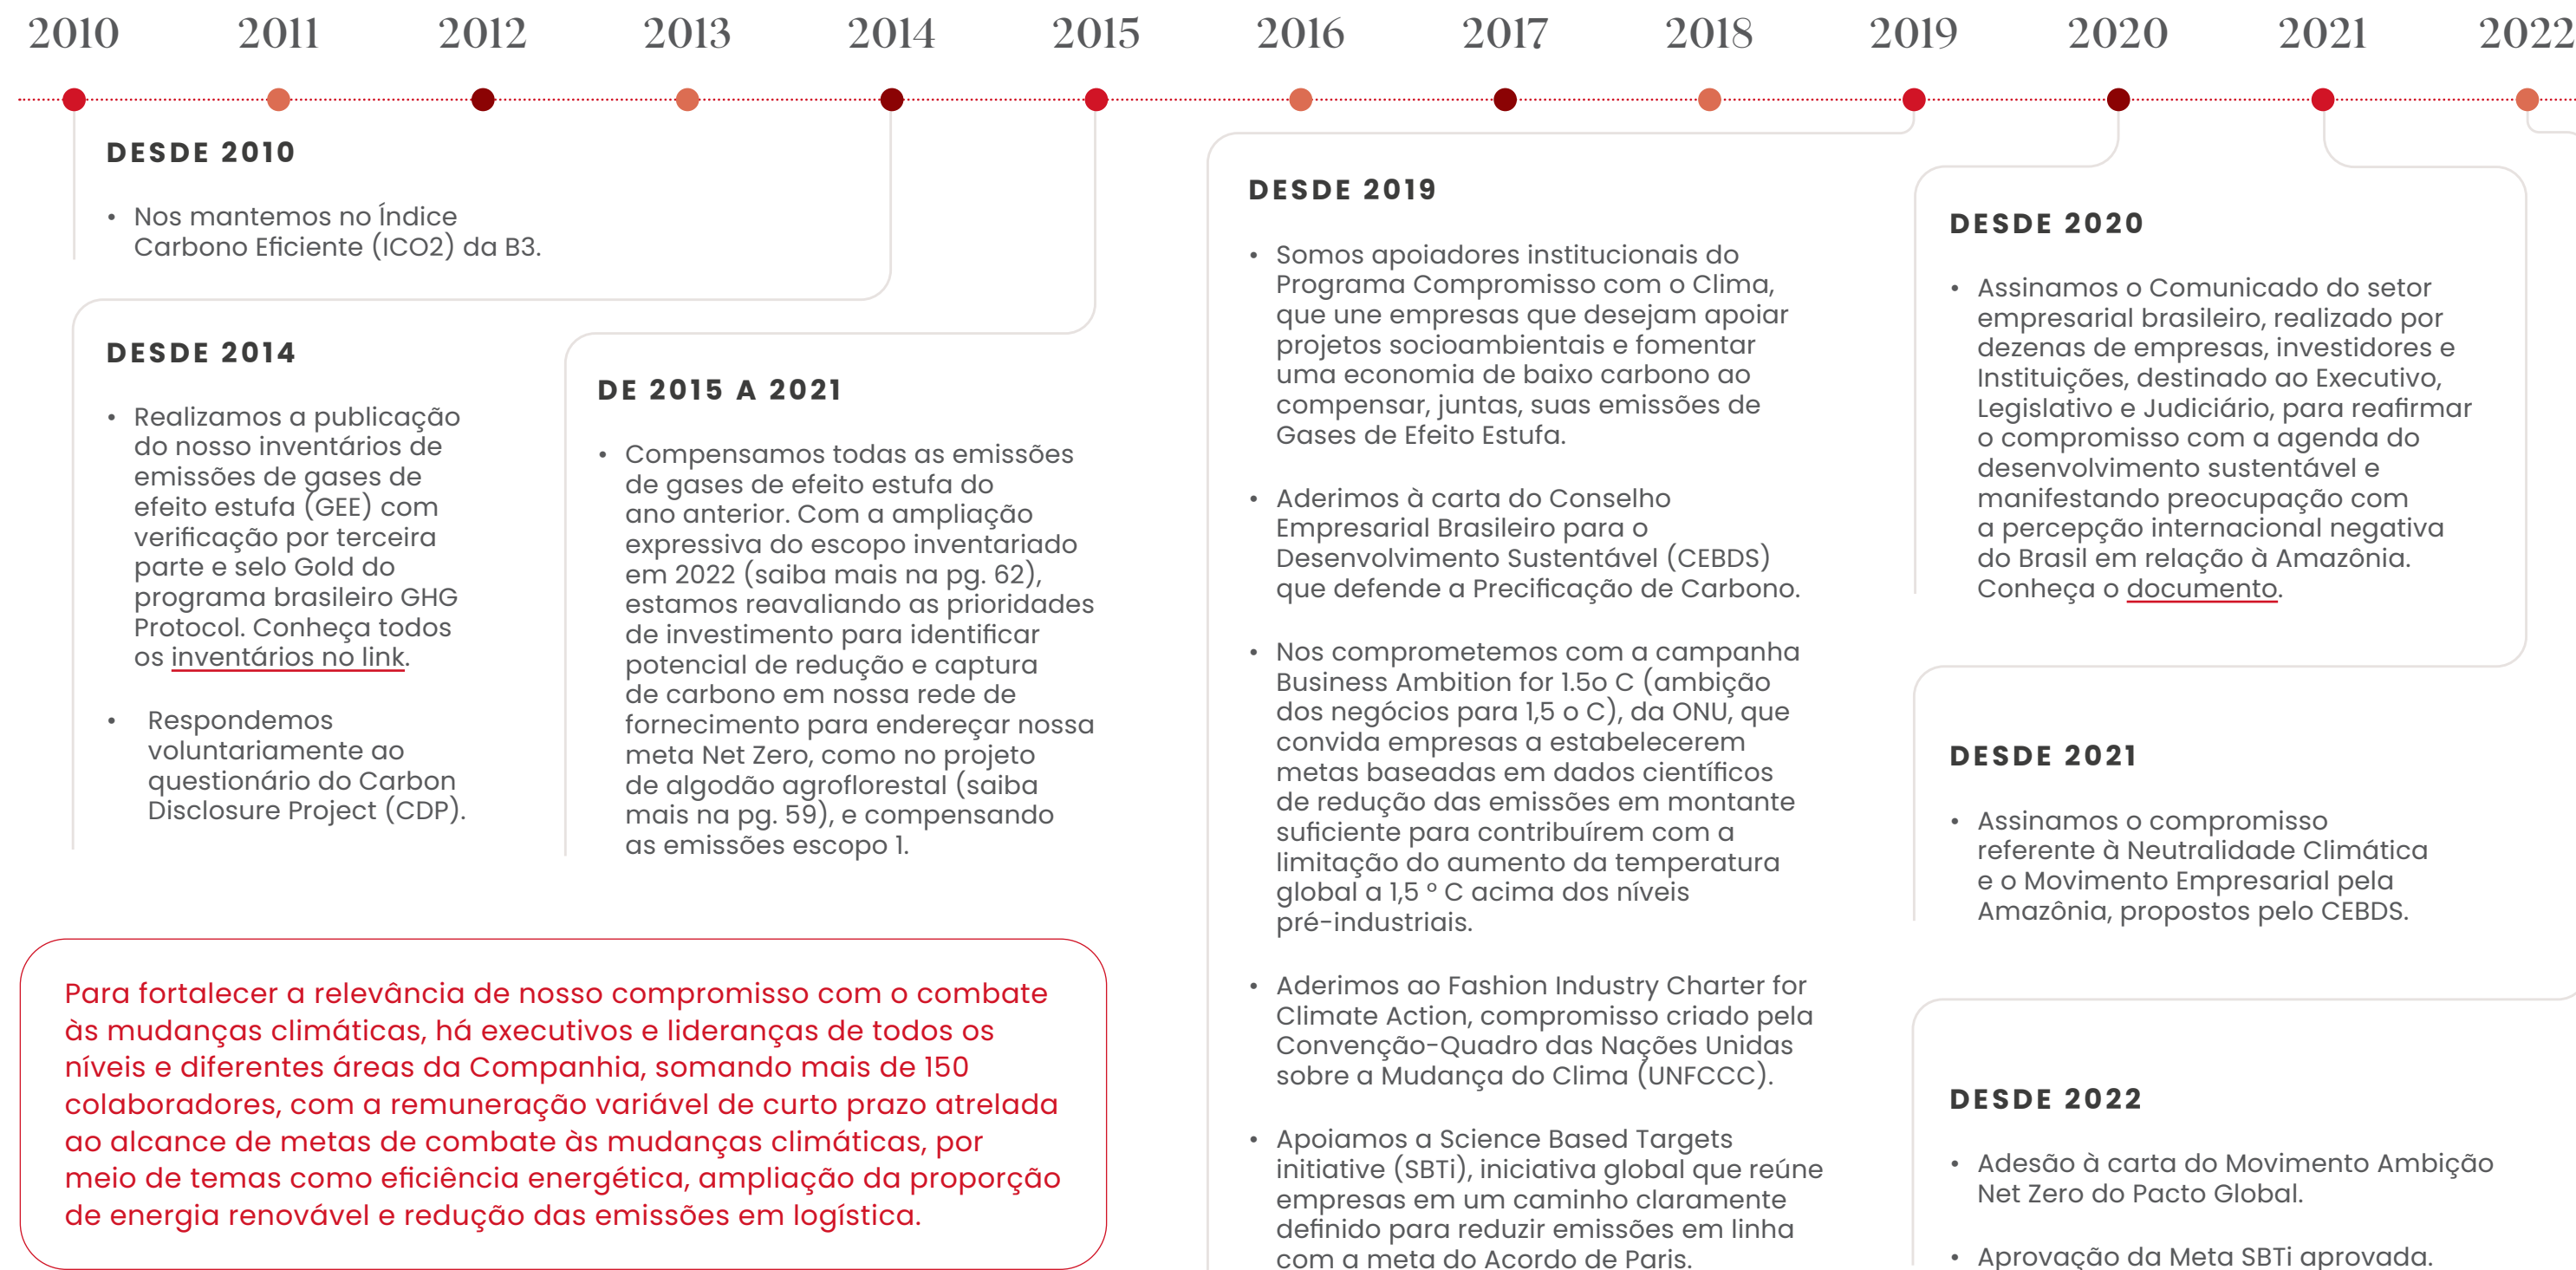 2010 2011 2012 2013 2014 2015 2016 2017 2018 2019 2020 2021 2022
DESDE 2010
• Nos mantemos no Índice
Carbono Eficiente (ICO2) da B3.
DESDE 2014
• Realizamos a publicação
do nosso inventários de
emissões de gases de
efeito estufa (GEE) com
verificação por terceira
parte e selo Gold do
programa brasileiro GHG
Protocol. Conheça todos
os inventários no link.
• Respondemos
voluntariamente ao
questionário do Carbon
Disclosure Project (CDP).
DE 2015 A 2021
• Compensamos todas as emissões
de gases de efeito estufa do
ano anterior. Com a ampliação
expressiva do escopo inventariado
em 2022 (saiba mais na pg. 62),
estamos reavaliando as prioridades
de investimento para identificar
potencial de redução e captura
de carbono em nossa rede de
fornecimento para endereçar nossa
meta Net Zero, como no projeto
de algodão agroflorestal (saiba
mais na pg. 59), e compensando
as emissões escopo 1.
Para fortalecer a relevância de nosso compromisso com o combate
às mudanças climáticas, há executivos e lideranças de todos os
níveis e diferentes áreas da Companhia, somando mais de 150
colaboradores, com a remuneração variável de curto prazo atrelada
ao alcance de metas de combate às mudanças climáticas, por
meio de temas como eficiência energética, ampliação da proporção
de energia renovável e redução das emissões em logística.
DESDE 2019
• Somos apoiadores institucionais do
Programa Compromisso com o Clima,
que une empresas que desejam apoiar
projetos socioambientais e fomentar
uma economia de baixo carbono ao
compensar, juntas, suas emissões de
Gases de Efeito Estufa.
• Aderimos à carta do Conselho
Empresarial Brasileiro para o
Desenvolvimento Sustentável (CEBDS)
que defende a Precificação de Carbono.
• Nos comprometemos com a campanha
Business Ambition for 1.5o C (ambição
dos negócios para 1,5 o C), da ONU, que
convida empresas a estabelecerem
metas baseadas em dados científicos
de redução das emissões em montante
suficiente para contribuírem com a
limitação do aumento da temperatura
global a 1,5 º C acima dos níveis
pré-industriais.
• Aderimos ao Fashion Industry Charter for
Climate Action, compromisso criado pela
Convenção-Quadro das Nações Unidas
sobre a Mudança do Clima (UNFCCC).
• Apoiamos a Science Based Targets
initiative (SBTi), iniciativa global que reúne
empresas em um caminho claramente
definido para reduzir emissões em linha
com a meta do Acordo de Paris.
DESDE 2020
• Assinamos o Comunicado do setor
empresarial brasileiro, realizado por
dezenas de empresas, investidores e
Instituições, destinado ao Executivo,
Legislativo e Judiciário, para reafirmar
o compromisso com a agenda do
desenvolvimento sustentável e
manifestando preocupação com
a percepção internacional negativa
do Brasil em relação à Amazônia.
Conheça o documento.
DESDE 2021
• Assinamos o compromisso
referente à Neutralidade Climática
e o Movimento Empresarial pela
Amazônia, propostos pelo CEBDS.
DESDE 2022
• Adesão à carta do Movimento Ambição
Net Zero do Pacto Global.
• Aprovação da Meta SBTi aprovada.